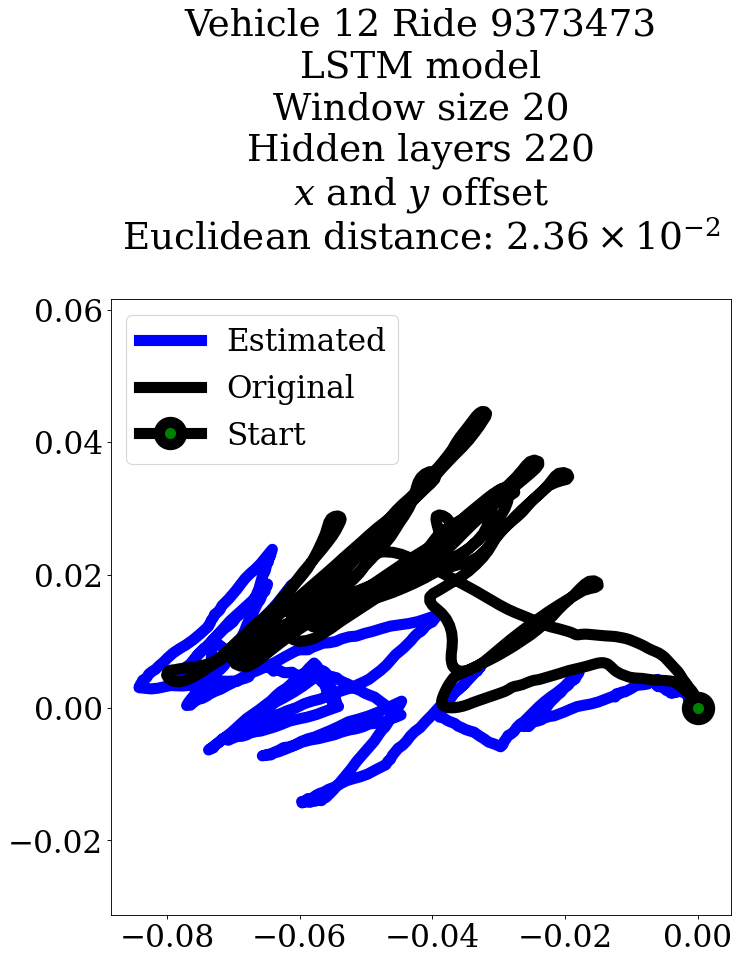 Vehicle 12 Ride 9373473
LSTM model
Window size 20
Hidden layers 220
x and y offset
Euclidean distance: 2.36 × 10⁻²
0.06
0.04
0.02
0.00
−0.02
Estimated
Original
Start
−0.08 −0.06 −0.04 −0.02 0.00